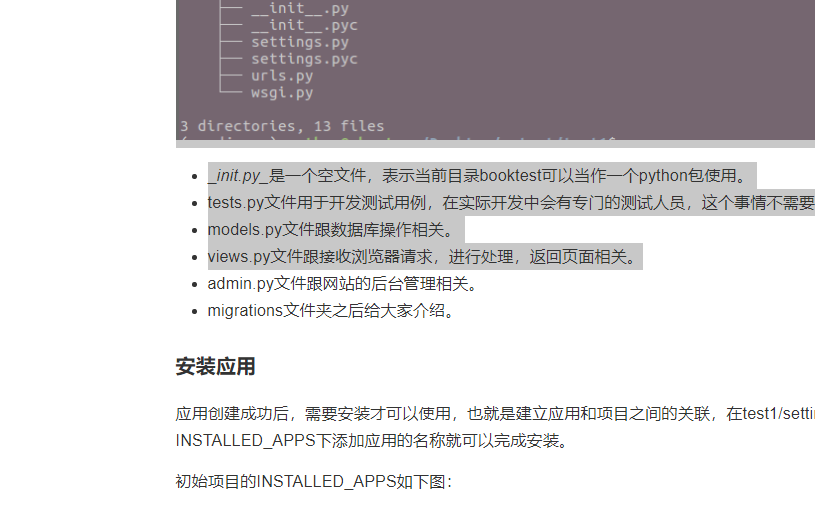 ├── __init__.py
├── __init__.pyc
├── settings.py
├── settings.pyc
├── urls.py
└── wsgi.py
3 directories, 13 files
_init.py_是一个空文件，表示当前目录booktest可以当作一个python包使用。
tests.py文件用于开发测试用例，在实际开发中会有专门的测试人员，这个事情不需要
models.py文件跟数据库操作相关。
views.py文件跟接收浏览器请求，进行处理，返回页面相关。
admin.py文件跟网站的后台管理相关。
migrations文件夹之后给大家介绍。
安装应用
应用创建成功后，需要安装才可以使用，也就是建立应用和项目之间的关联，在test1/settin
INSTALLED_APPS下添加应用的名称就可以完成安装。
初始项目的INSTALLED_APPS如下图：